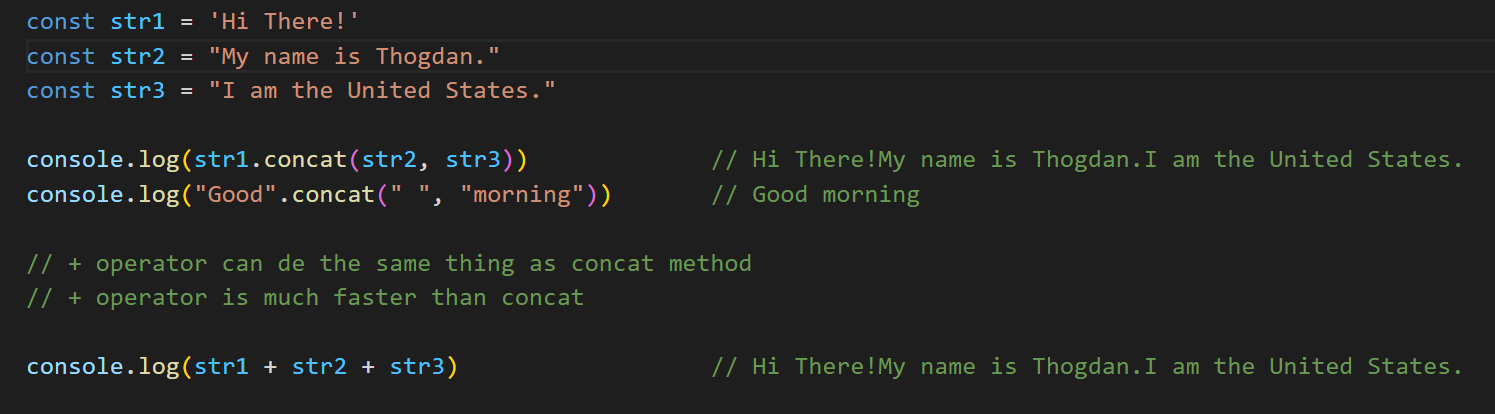 const str1 = 'Hi There!'
const str2 = "My name is Thogdan."
const str3 = "I am the United States."
console.log(str1.concat(str2, str3)) // Hi There!My name is Thogdan.I am the United States.
console.log("Good".concat(" ", "morning")) // Good morning
// + operator can de the same thing as concat method
// + operator is much faster than concat
console.log(str1 + str2 + str3) // Hi There!My name is Thogdan.I am the United States.